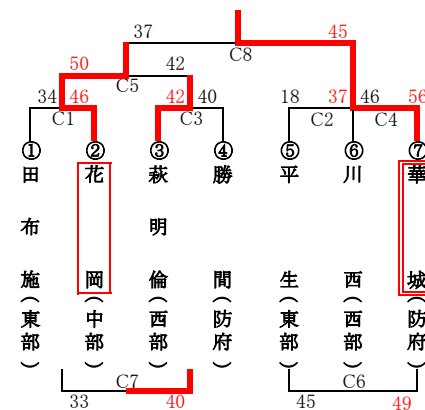 37 45
C8
50 42
C5
34 46 42 40 18 37 46 56
C1 C3 C2 C4
① ② ③ ④ ⑤ ⑥ ⑦
田布施(東部)
花岡(中部)
萩明倫(西部)
勝間(防府)
平生(東部)
川西(西部)
華城(防府)
C7 C6
33 40 45 49